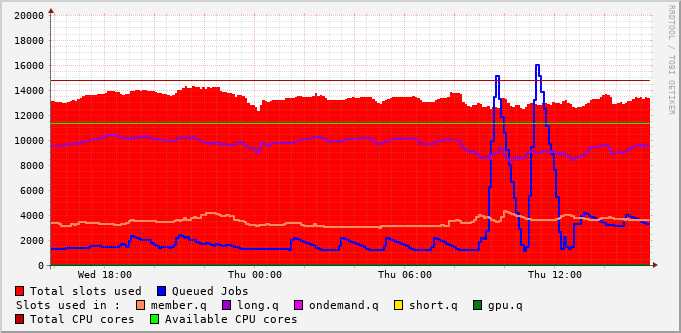 20000
18000
16000
14000
12000
10000
8000
6000
4000
2000
0
Wed 18:00 Thu 00:00 Thu 06:00 Thu 12:00
Total slots used Queued Jobs
Slots used in : member.q long.q ondemand.q short.q gpu.q
Total CPU cores Available CPU cores
RRDTOOL / TOBI OETIKER